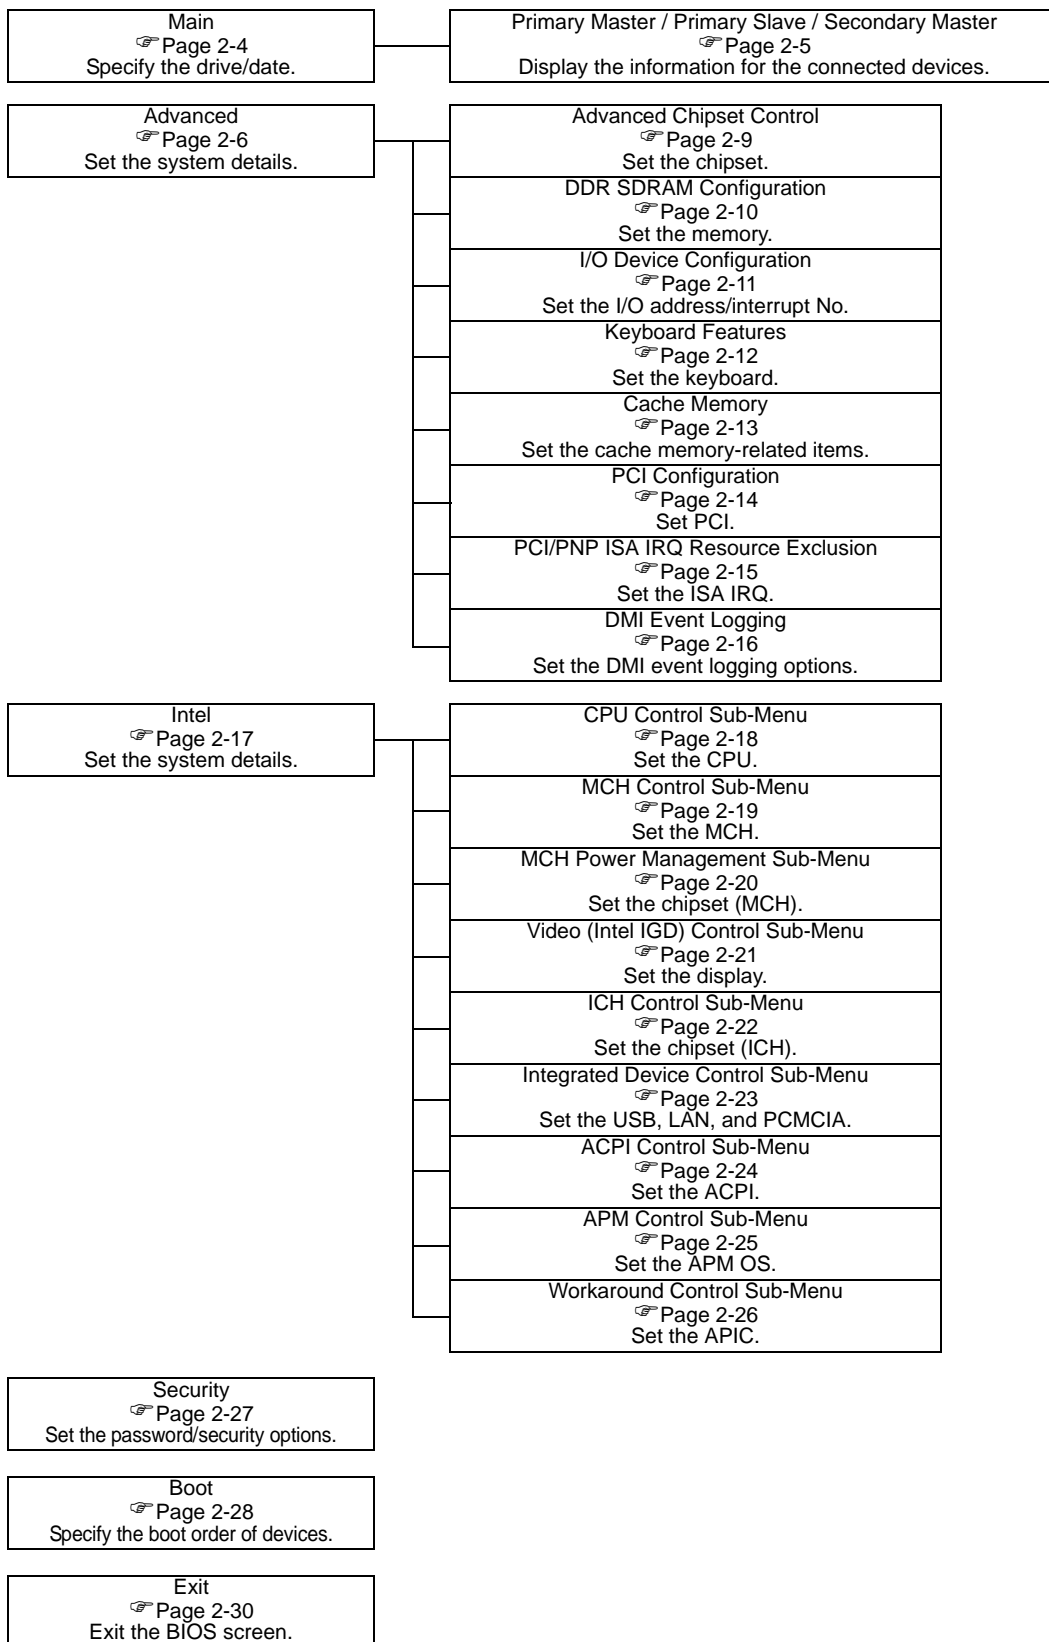 Main
☞Page 2-4
Specify the drive/date.
Primary Master / Primary Slave / Secondary Master
☞Page 2-5
Display the information for the connected devices.
Advanced
☞Page 2-6
Set the system details.
Advanced Chipset Control
☞Page 2-9
Set the chipset.
DDR SDRAM Configuration
☞Page 2-10
Set the memory.
I/O Device Configuration
☞Page 2-11
Set the I/O address/interrupt No.
Keyboard Features
☞Page 2-12
Set the keyboard.
Cache Memory
☞Page 2-13
Set the cache memory-related items.
PCI Configuration
☞Page 2-14
Set PCI.
PCI/PNP ISA IRQ Resource Exclusion
☞Page 2-15
Set the ISA IRQ.
DMI Event Logging
☞Page 2-16
Set the DMI event logging options.
Intel
☞Page 2-17
Set the system details.
CPU Control Sub-Menu
☞Page 2-18
Set the CPU.
MCH Control Sub-Menu
☞Page 2-19
Set the MCH.
MCH Power Management Sub-Menu
☞Page 2-20
Set the chipset (MCH).
Video (Intel IGD) Control Sub-Menu
☞Page 2-21
Set the display.
ICH Control Sub-Menu
☞Page 2-22
Set the chipset (ICH).
Integrated Device Control Sub-Menu
☞Page 2-23
Set the USB, LAN, and PCMCIA.
ACPI Control Sub-Menu
☞Page 2-24
Set the ACPI.
APM Control Sub-Menu
☞Page 2-25
Set the APM OS.
Workaround Control Sub-Menu
☞Page 2-26
Set the APIC.
Security
☞Page 2-27
Set the password/security options.
Boot
☞Page 2-28
Specify the boot order of devices.
Exit
☞Page 2-30
Exit the BIOS screen.